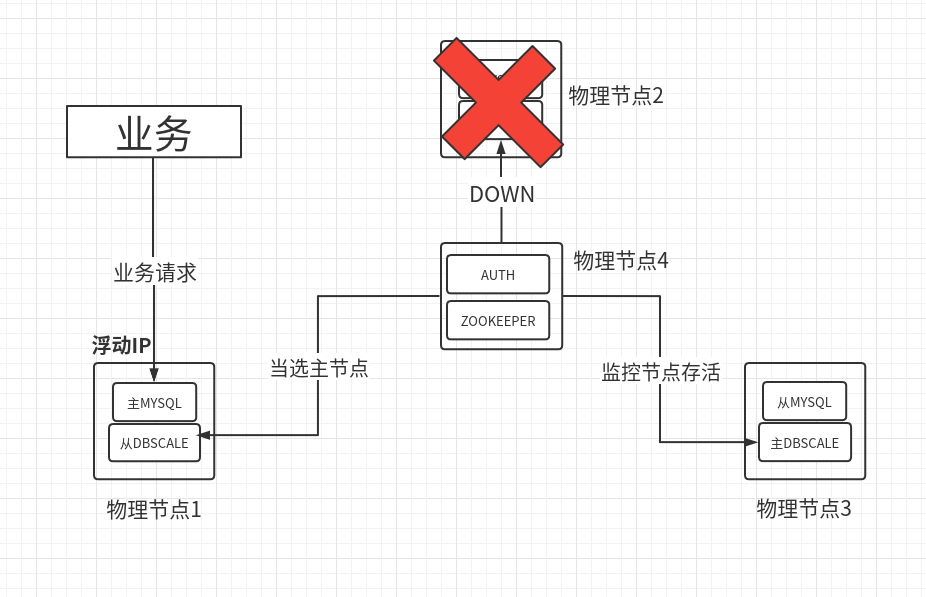 物理节点2
业务
DOWN
物理节点4
AUTH
业务请求
ZOOKEEPER
浮动IP
当选主节点
监控节点存活
主MYSQL
从MYSQL
从DBSCALE
主DBSCALE
物理节点1
物理节点3